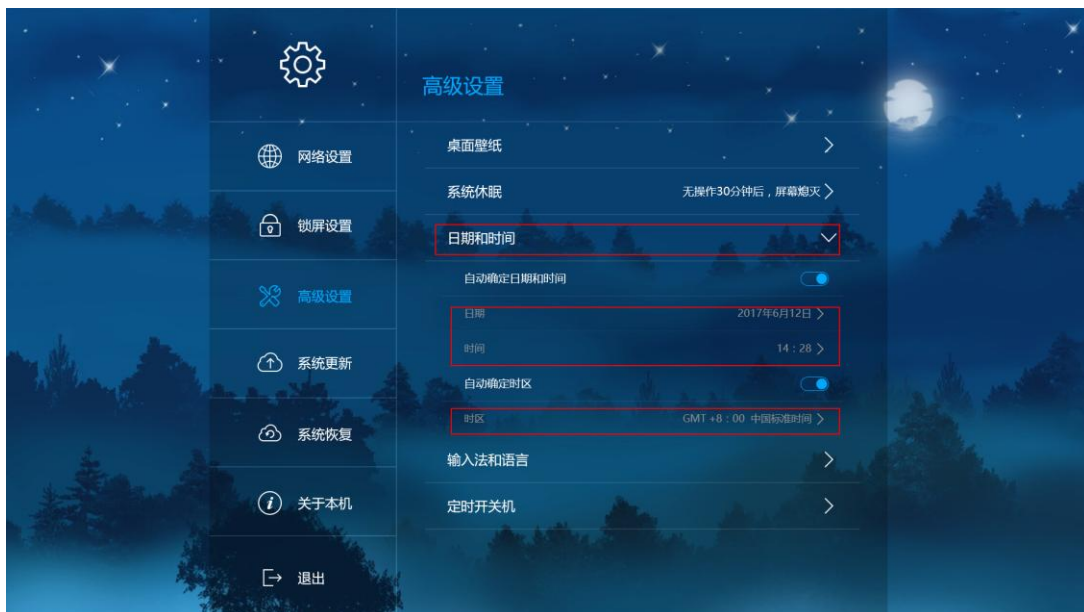 高级设置
网络设置
锁屏设置
高级设置
系统更新
系统恢复
关于本机
退出
桌面壁纸
系统休眠 无操作30分钟后，屏幕熄灭
日期和时间
自动确定日期和时间
日期 2017年6月12日
时间 14：28
自动确定时区
时区 GMT +8：00 中国标准时间
输入法和语言
定时开关机